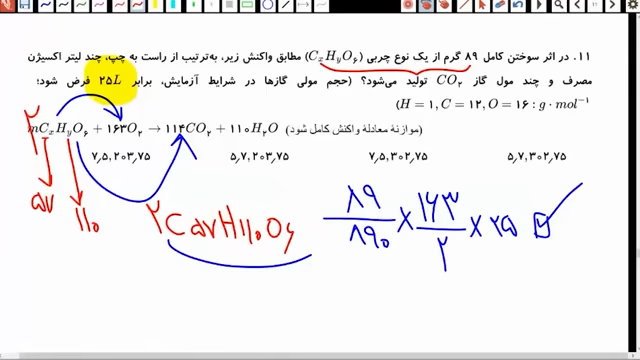 ۱۱. در اثر سوختن کامل ۸۹ گرم از یک نوع چربی (CxHyO۶) مطابق واکنش زیر، به‌ترتیب از راست به چپ، چند لیتر اکسیژن
مصرف و چند مول گاز CO۲ تولید می‌شود؟ (حجم مولی گازها در شرایط آزمایش، برابر ۲۵L فرض شود؛
(H = ۱, C = ۱۲, O = ۱۶ : g·mol⁻¹
mCxHyO۶ + ۱۶۳O۲ → ۱۱۴CO۲ + ۱۱۰H۲O (موازنهٔ معادلهٔ واکنش کامل شود)
۵٫۷, ۳۰۲٫۷۵ ۷٫۵, ۳۰۲٫۷۵ ۵٫۷, ۲۰۳٫۷۵ ۷٫۵, ۲۰۳٫۷۵
۲
۵۷ ۱۱۰
۲C۵۷H۱۱۰O۶
۸۹/۸۹۰ × ۱۶۳/۲ × ۲۵